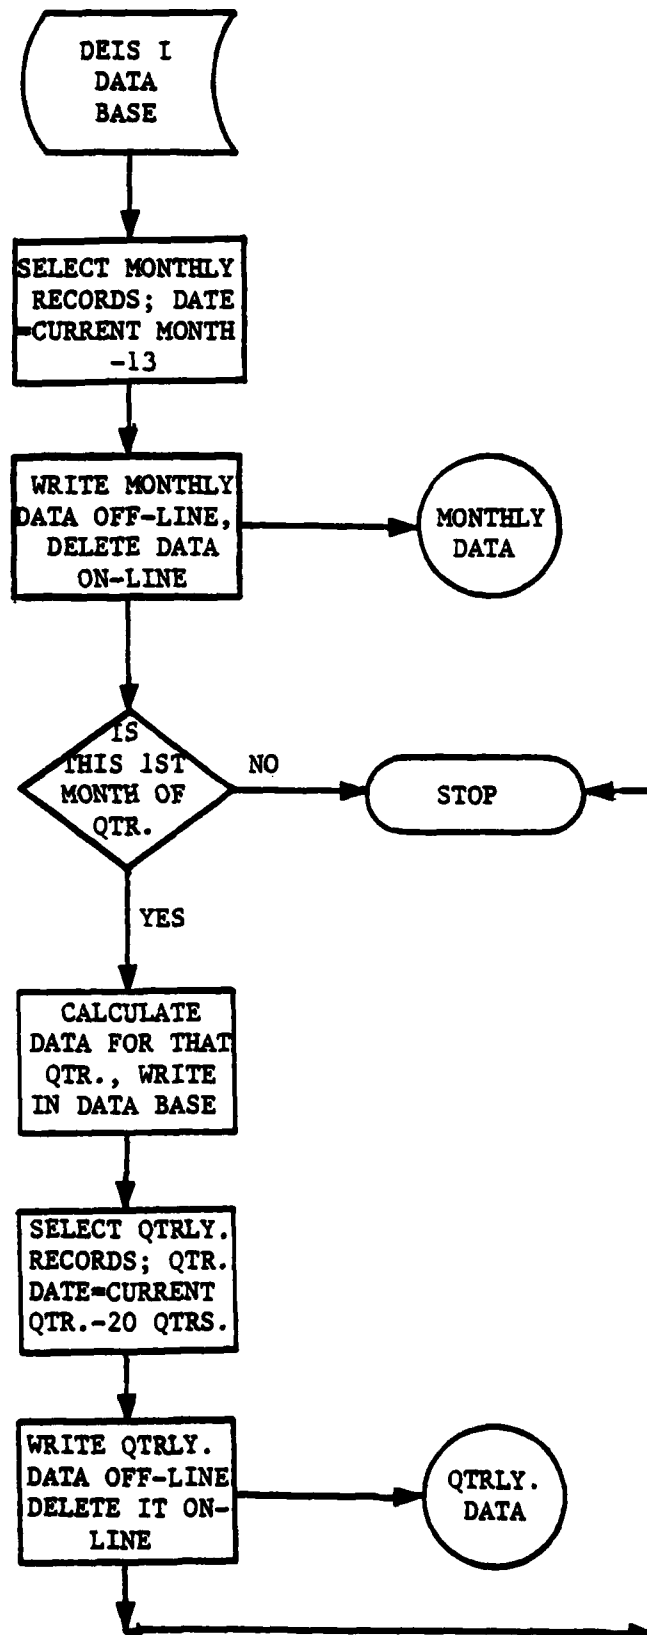 DEIS I
DATA
BASE
SELECT MONTHLY
RECORDS; DATE
=CURRENT MONTH
-13
WRITE MONTHLY
DATA OFF-LINE,
DELETE DATA
ON-LINE
MONTHLY
DATA
IS
THIS 1ST
MONTH OF
QTR.
NO
STOP
YES
CALCULATE
DATA FOR THAT
QTR., WRITE
IN DATA BASE
SELECT QTRLY.
RECORDS; QTR.
DATE=CURRENT
QTR.-20 QTRS.
WRITE QTRLY.
DATA OFF-LINE
DELETE IT ON-
LINE
QTRLY.
DATA